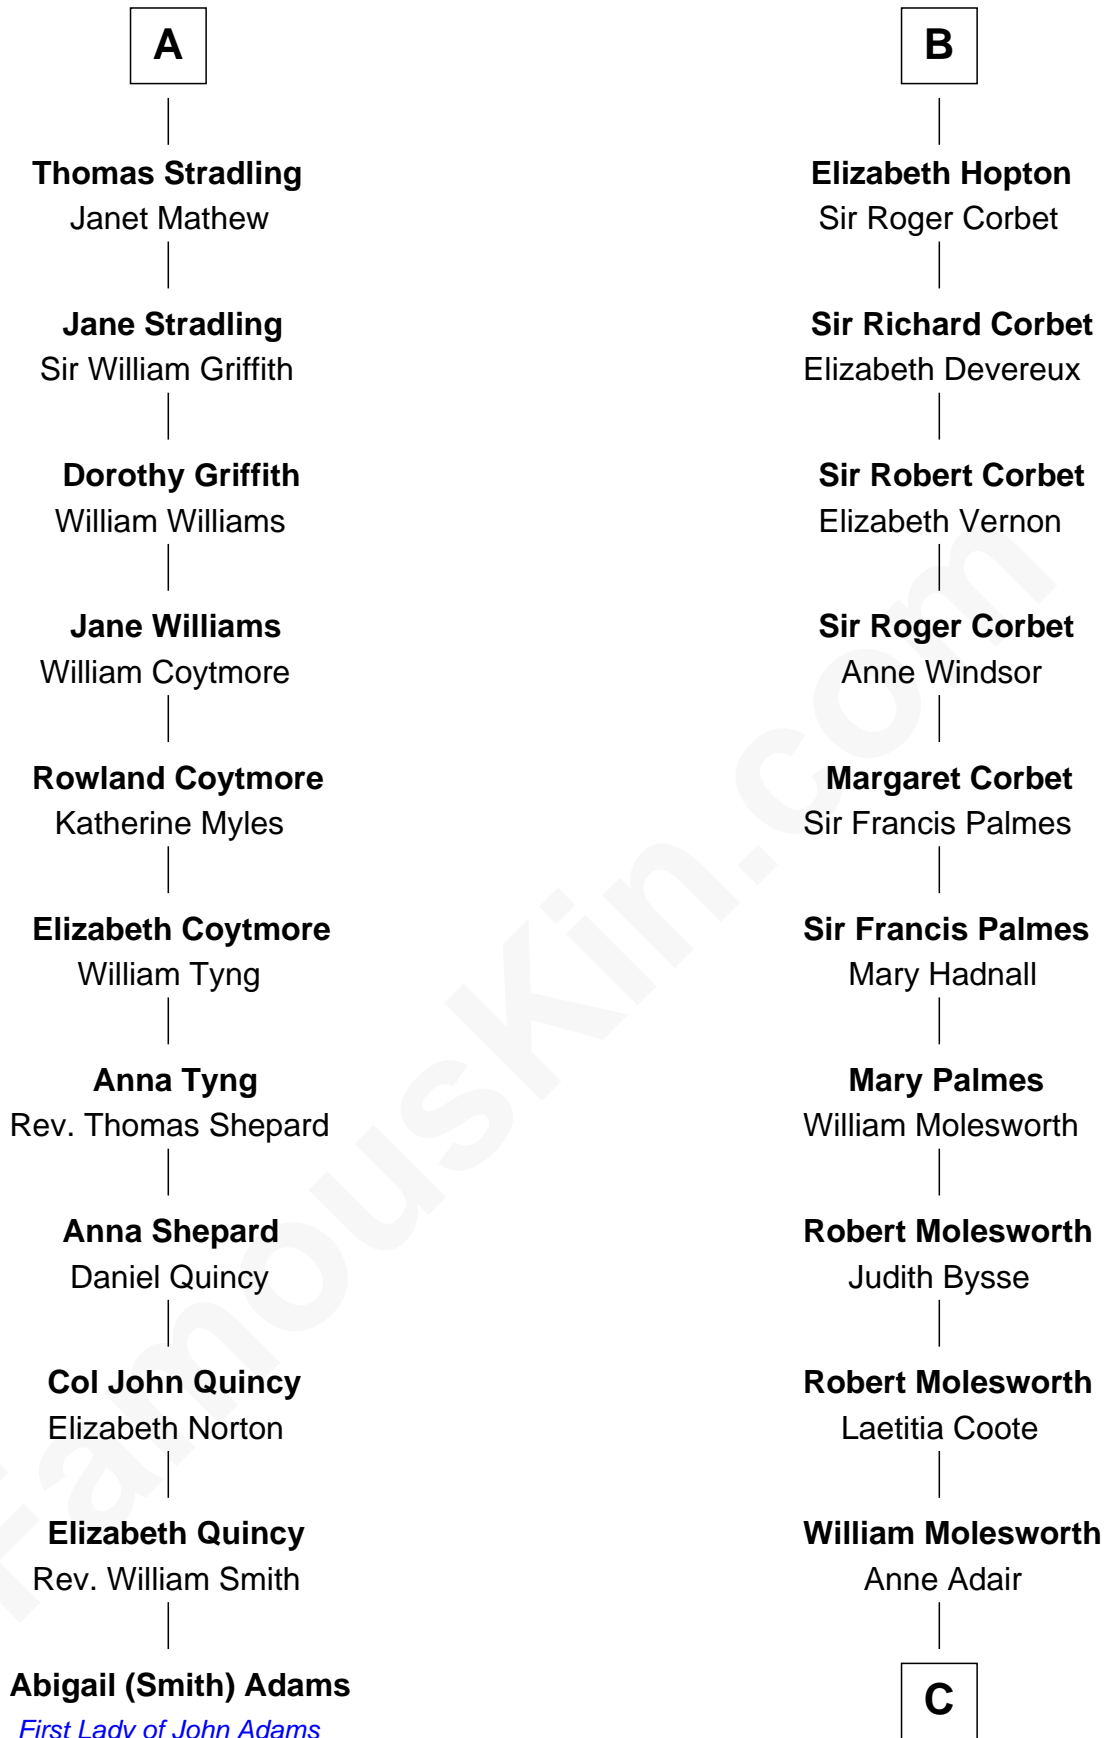 A
Thomas Stradling
Janet Mathew
Jane Stradling
Sir William Griffith
Dorothy Griffith
William Williams
Jane Williams
William Coytmore
Rowland Coytmore
Katherine Myles
Elizabeth Coytmore
William Tyng
Anna Tyng
Rev. Thomas Shepard
Anna Shepard
Daniel Quincy
Col John Quincy
Elizabeth Norton
Elizabeth Quincy
Rev. William Smith
Abigail (Smith) Adams
First Lady of John Adams
B
Elizabeth Hopton
Sir Roger Corbet
Sir Richard Corbet
Elizabeth Devereux
Sir Robert Corbet
Elizabeth Vernon
Sir Roger Corbet
Anne Windsor
Margaret Corbet
Sir Francis Palmes
Sir Francis Palmes
Mary Hadnall
Mary Palmes
William Molesworth
Robert Molesworth
Judith Bysse
Robert Molesworth
Laetitia Coote
William Molesworth
Anne Adair
C
FamousKin.com